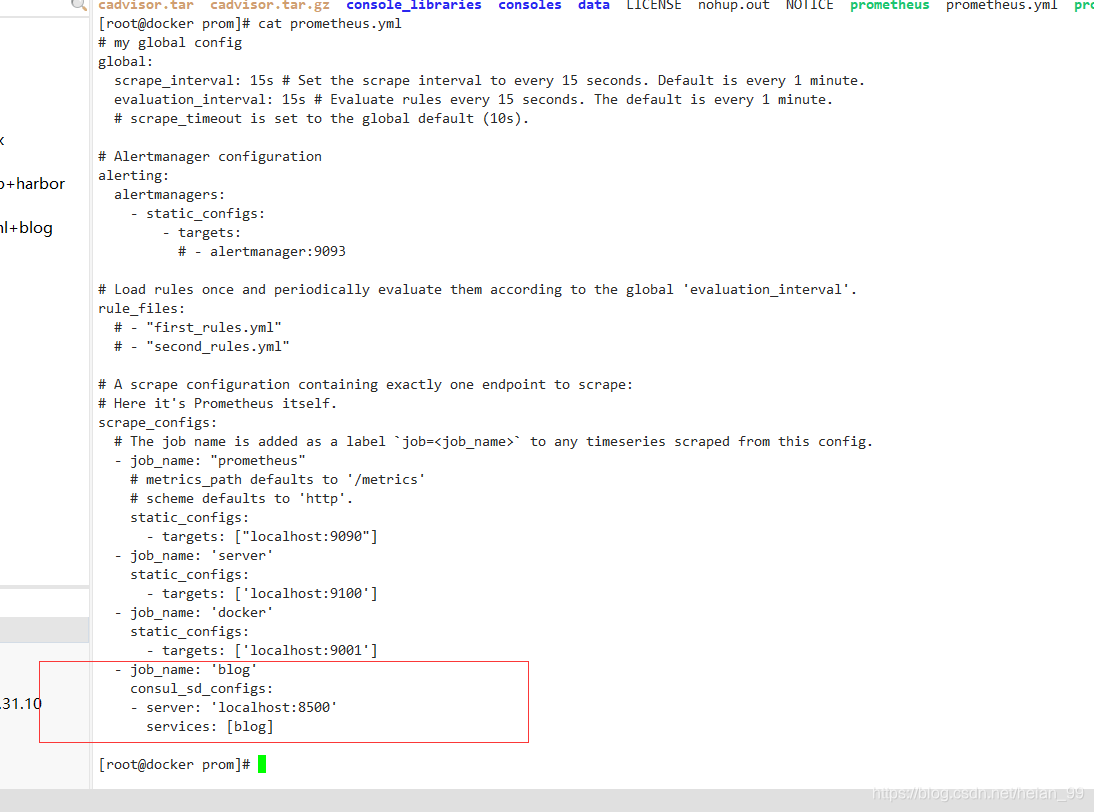 cadvisor.tar cadvisor.tar.gz console_libraries consoles data LICENSE nohup.out NOTICE prometheus prometheus.yml
[root@docker prom]# cat prometheus.yml
# my global config
global:
  scrape_interval: 15s # Set the scrape interval to every 15 seconds. Default is every 1 minute.
  evaluation_interval: 15s # Evaluate rules every 15 seconds. The default is every 1 minute.
  # scrape_timeout is set to the global default (10s).
# Alertmanager configuration
alerting:
  alertmanagers:
    - static_configs:
        - targets:
          # - alertmanager:9093
# Load rules once and periodically evaluate them according to the global 'evaluation_interval'.
rule_files:
  # - "first_rules.yml"
  # - "second_rules.yml"
# A scrape configuration containing exactly one endpoint to scrape:
# Here it's Prometheus itself.
scrape_configs:
  # The job name is added as a label `job=<job_name>` to any timeseries scraped from this config.
  - job_name: "prometheus"
    # metrics_path defaults to '/metrics'
    # scheme defaults to 'http'.
    static_configs:
      - targets: ["localhost:9090"]
  - job_name: 'server'
    static_configs:
      - targets: ['localhost:9100']
  - job_name: 'docker'
    static_configs:
      - targets: ['localhost:9001']
  - job_name: 'blog'
    consul_sd_configs:
    - server: 'localhost:8500'
      services: [blog]
[root@docker prom]#
+harbor
+blog
.31.10
https://blog.csdn.net/helan_99